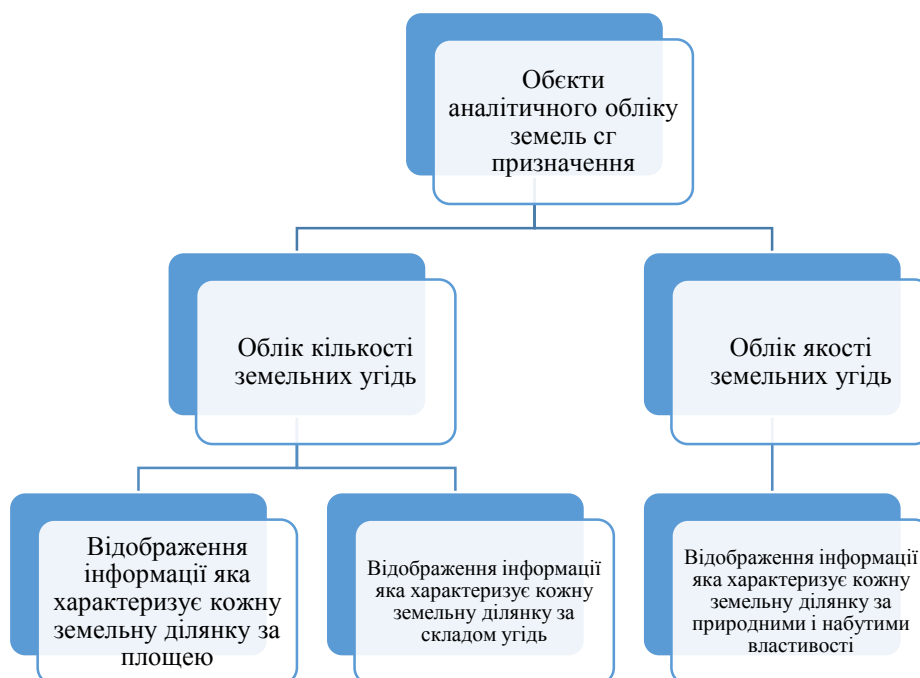 Обєкти
аналітичного обліку
земель сг
призначення
Облік кількості
земельних угідь
Облік якості
земельних угідь
Відображення
інформації яка
характеризує кожну
земельну ділянку за
площею
Відображення інформації
яка характеризує кожну
земельну ділянку за
складом угідь
Відображення інформації
яка характеризує кожну
земельну ділянку за
природними і набутими
властивості